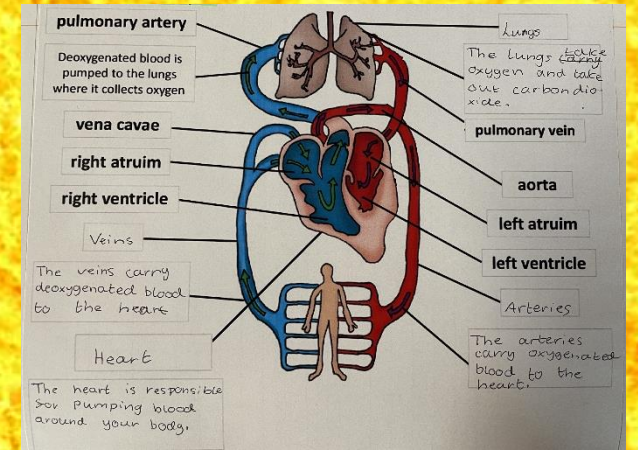 pulmonary artery
Deoxygenated blood is
pumped to the lungs
where it collects oxygen
vena cavae
right atruim
right ventricle
Veins
The veins carry
deoxygenated blood
to the heart
Heart
The heart is responsible
for pumping blood
around your body.
Lungs
The lungs take
carry
oxygen and take
out carbondio-
xide.
pulmonary vein
aorta
left atruim
left ventricle
Arteries
The arteries
carry oxygenated
blood to the
heart.